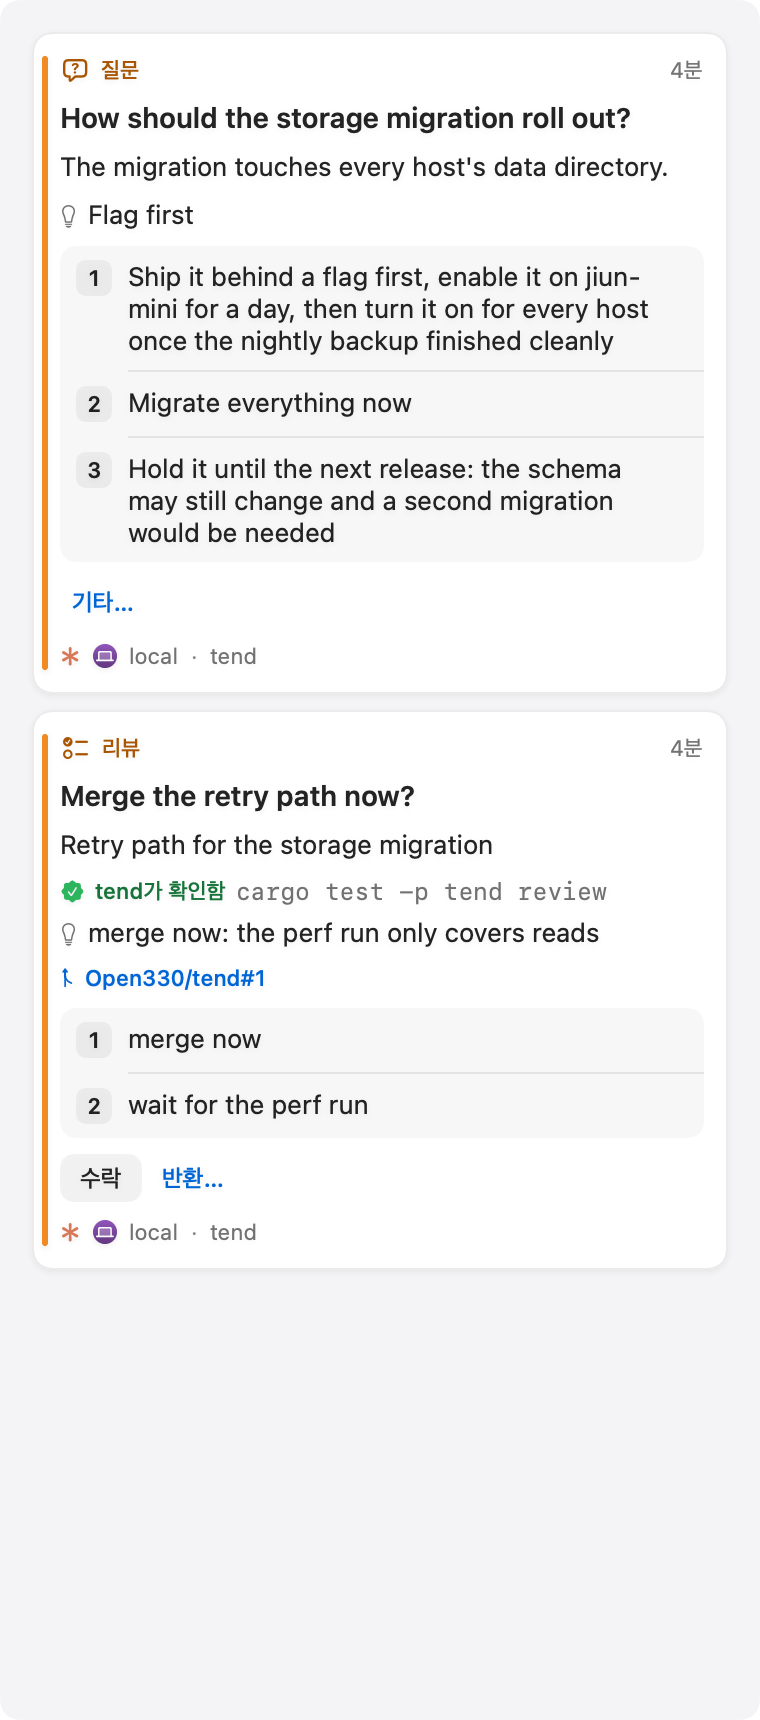 질문
4분
How should the storage migration roll out?
The migration touches every host's data directory.
Flag first
1
Ship it behind a flag first, enable it on jiun-
mini for a day, then turn it on for every host
once the nightly backup finished cleanly
2
Migrate everything now
3
Hold it until the next release: the schema
may still change and a second migration
would be needed
기타...
local · tend
리뷰
4분
Merge the retry path now?
Retry path for the storage migration
tend가 확인함 cargo test -p tend review
merge now: the perf run only covers reads
Open330/tend#1
1
merge now
2
wait for the perf run
수락
반환...
local · tend